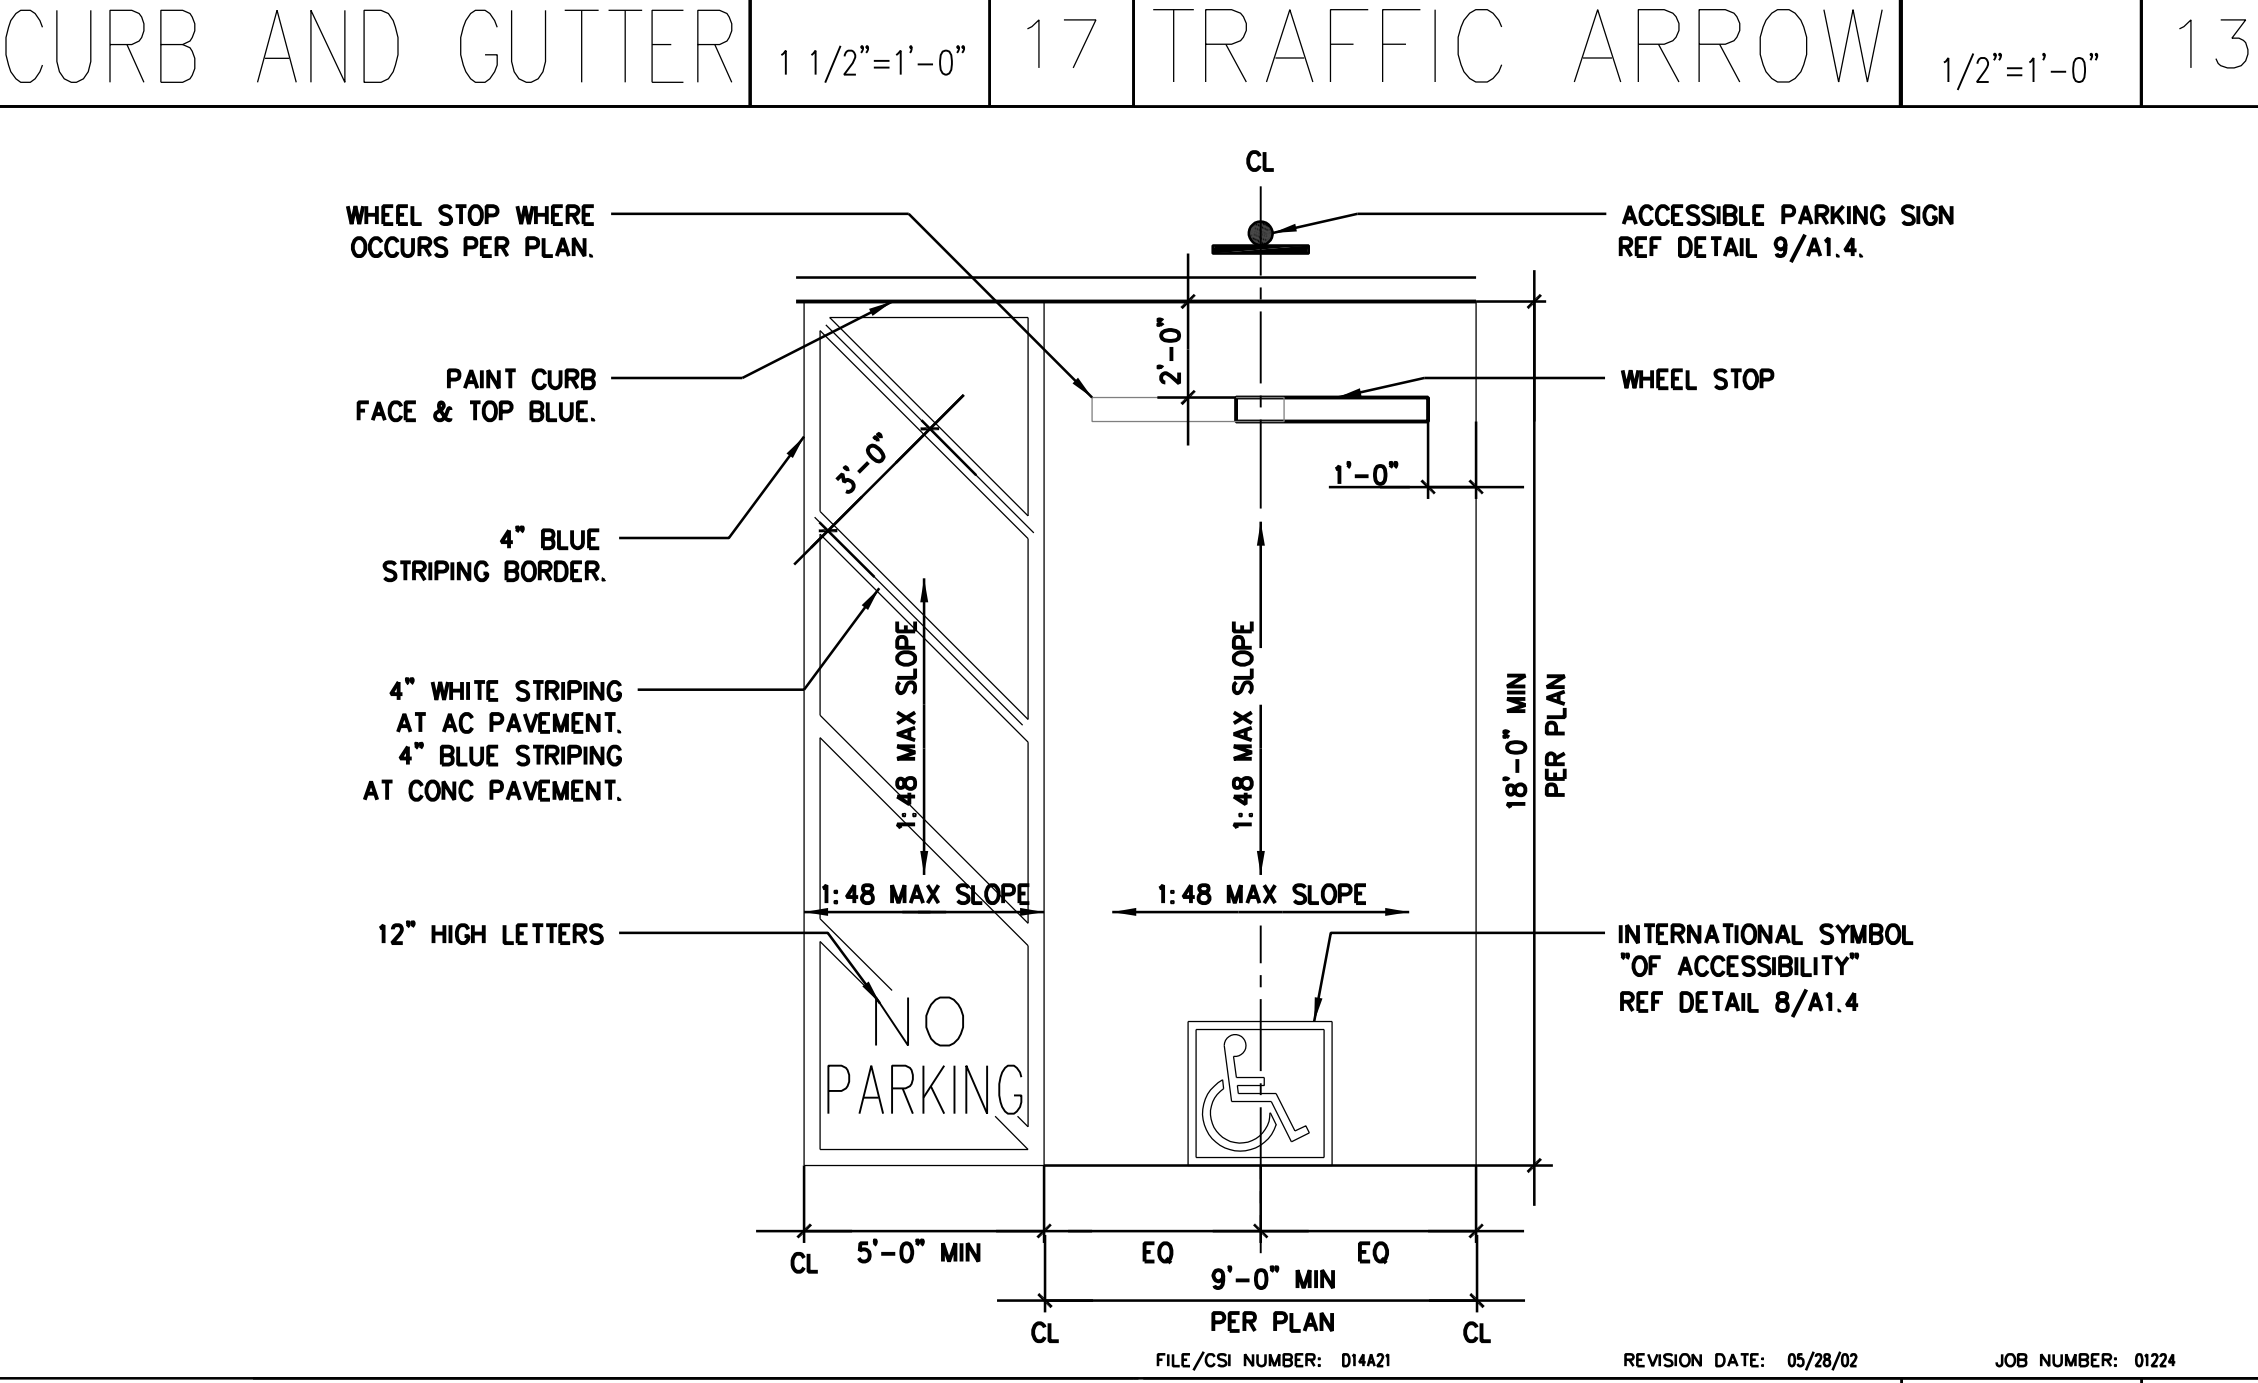 CURB AND GUTTER
1 1/2"=1'-0"
17
TRAFFIC ARROW
1/2"=1'-0"
13
CL
WHEEL STOP WHERE
OCCURS PER PLAN.
ACCESSIBLE PARKING SIGN
REF DETAIL 9/A1.4.
2'-0"
PAINT CURB
FACE & TOP BLUE.
WHEEL STOP
3'-0"
1'-0"
4" BLUE
STRIPING BORDER.
1:48 MAX SLOPE
1:48 MAX SLOPE
18'-0" MIN
PER PLAN
4" WHITE STRIPING
AT AC PAVEMENT.
4" BLUE STRIPING
AT CONC PAVEMENT.
1:48 MAX SLOPE
1:48 MAX SLOPE
12" HIGH LETTERS
INTERNATIONAL SYMBOL
"OF ACCESSIBILITY"
REF DETAIL 8/A1.4
NO
PARKING
CL
5'-0" MIN
EQ
EQ
9'-0" MIN
PER PLAN
CL
CL
FILE/CSI NUMBER: D14A21
REVISION DATE: 05/28/02
JOB NUMBER: 01224